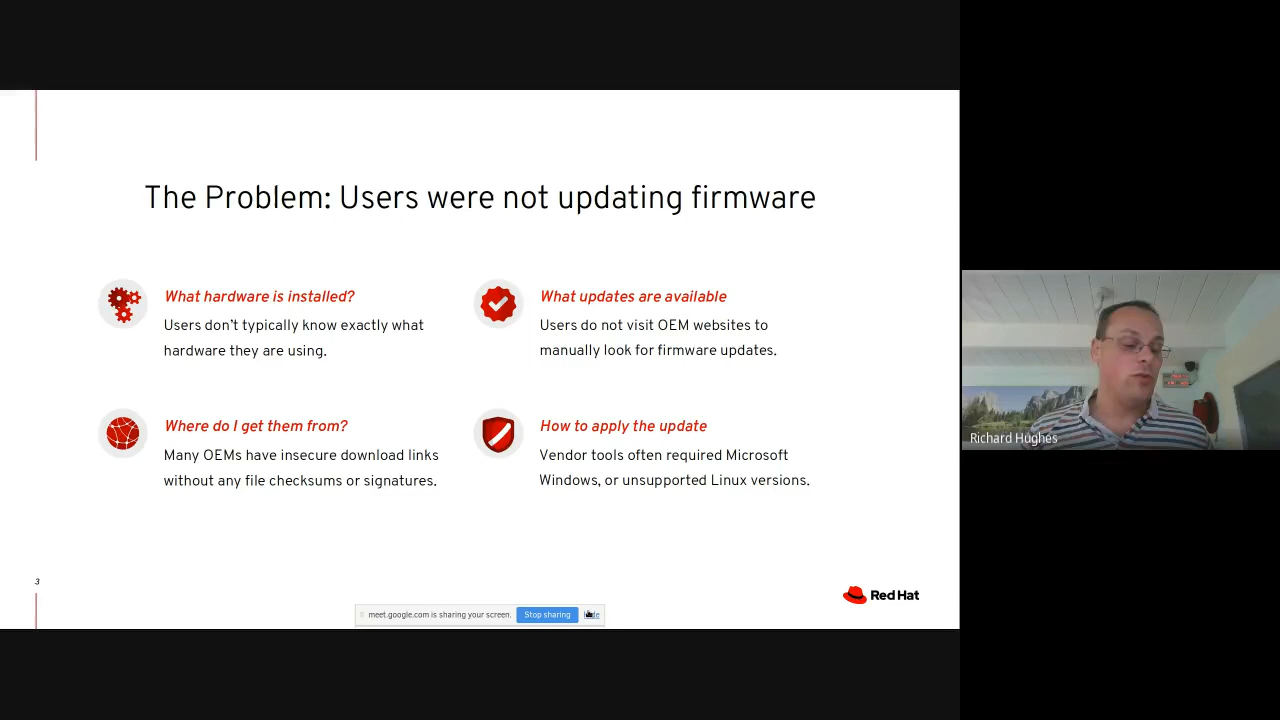 The Problem: Users were not updating firmware
What hardware is installed?
Users don't typically know exactly what
hardware they are using.
What updates are available
Users do not visit OEM websites to
manually look for firmware updates.
Where do I get them from?
Many OEMs have insecure download links
without any file checksums or signatures.
How to apply the update
Vendor tools often required Microsoft
Windows, or unsupported Linux versions.
Richard Hughes
3
Red Hat
meet.google.com is sharing your screen.
Stop sharing